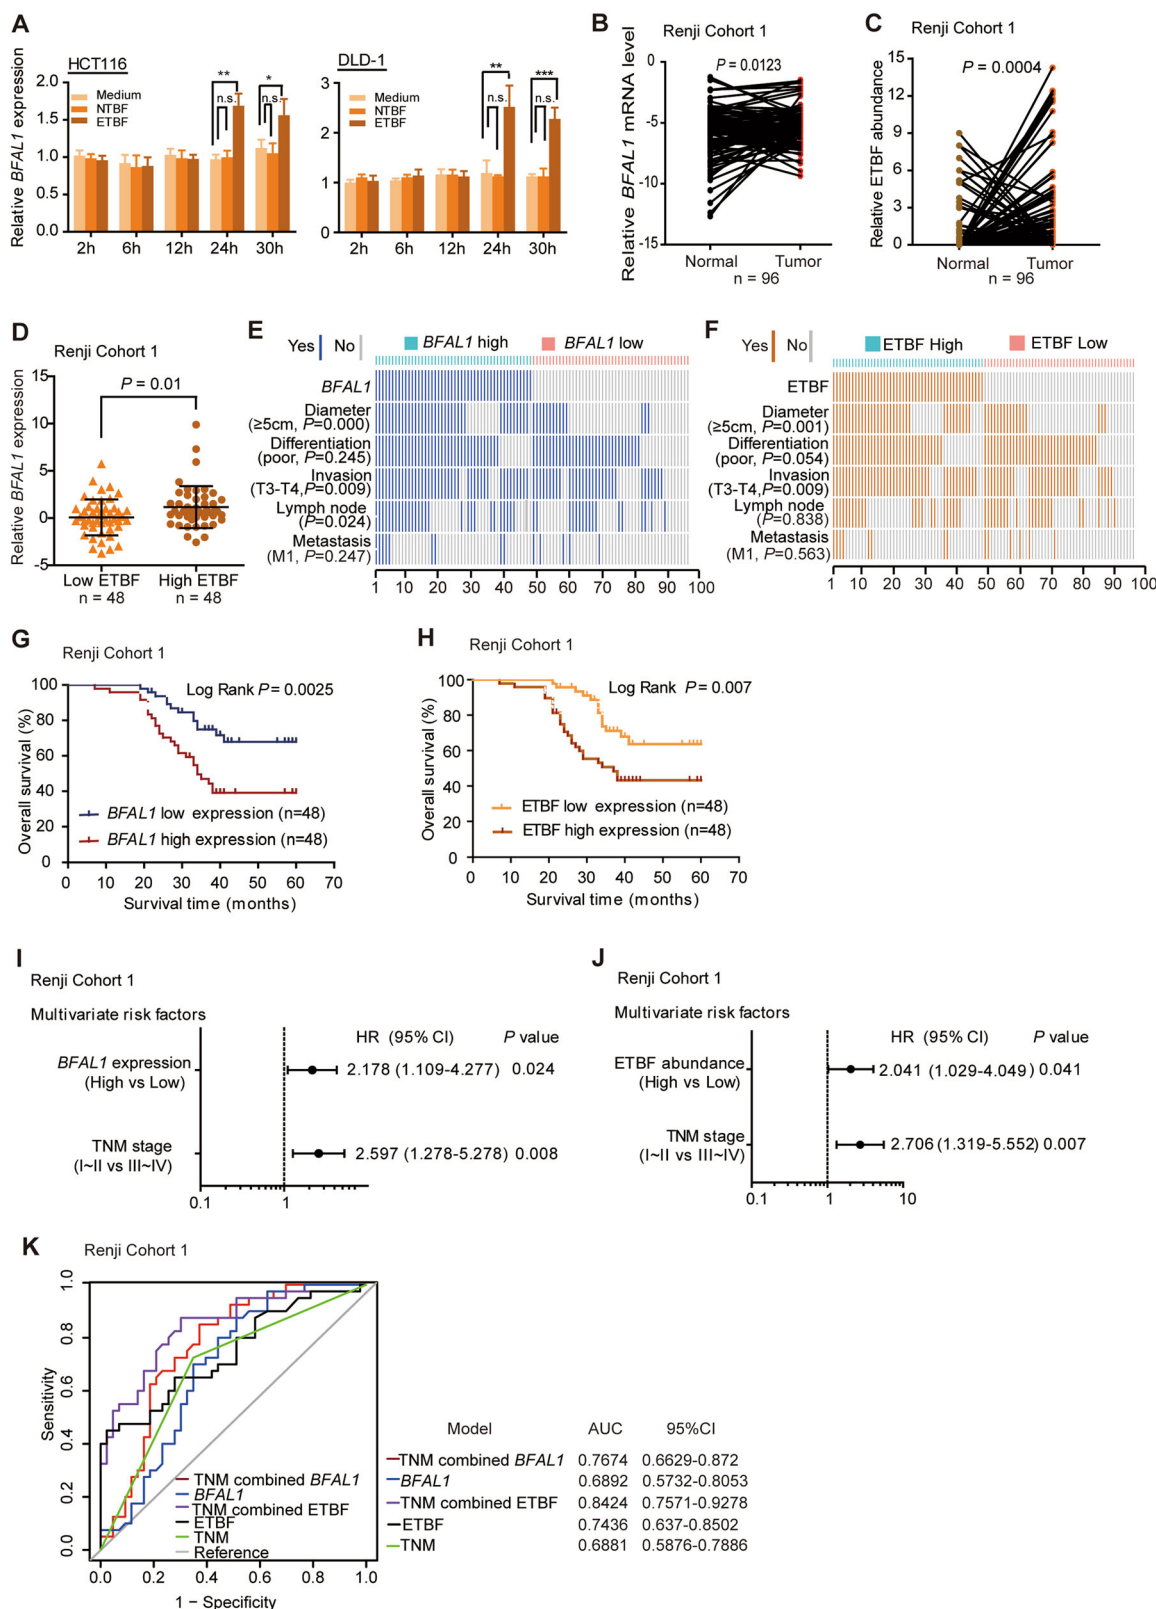 A
HCT116
Relative BFAL1 expression
2.0
1.5
1.0
0.5
0.0
Medium
NTBF
ETBF
** n.s.
* n.s.
2h 6h 12h 24h 30h
DLD-1
3
2
1
0
Medium
NTBF
ETBF
** n.s.
*** n.s.
2h 6h 12h 24h 30h
B
Renji Cohort 1
Relative BFAL1 mRNA level
0
-5
-10
-15
P = 0.0123
Normal Tumor
n = 96
C
Renji Cohort 1
Relative ETBF abundance
15
12
9
6
3
0
P = 0.0004
Normal Tumor
n = 96
D
Renji Cohort 1
Relative BFAL1 expression
15
10
5
0
-5
P = 0.01
Low ETBF High ETBF
n = 48 n = 48
E
Yes No BFAL1 high BFAL1 low
BFAL1
Diameter
(≥5cm, P=0.000)
Differentiation
(poor, P=0.245)
Invasion
(T3-T4,P=0.009)
Lymph node
(P=0.024)
Metastasis
(M1, P=0.247)
1 10 20 30 40 50 60 70 80 90 100
F
Yes No ETBF High ETBF Low
ETBF
Diameter
(≥5cm, P=0.001)
Differentiation
(poor, P=0.054)
Invasion
(T3-T4,P=0.009)
Lymph node
(P=0.838)
Metastasis
(M1, P=0.563)
1 10 20 30 40 50 60 70 80 90 100
G
Renji Cohort 1
Overall survival (%)
100
80
60
40
20
0
Log Rank P = 0.0025
BFAL1 low expression (n=48)
BFAL1 high expression (n=48)
0 10 20 30 40 50 60 70
Survival time (months)
H
Renji Cohort 1
Overall survival (%)
100
80
60
40
20
0
Log Rank P = 0.007
ETBF low expression (n=48)
ETBF high expression (n=48)
0 10 20 30 40 50 60 70
Survival time (months)
I
Renji Cohort 1
Multivariate risk factors
HR (95% CI) P value
BFAL1 expression
(High vs Low)
2.178 (1.109-4.277) 0.024
TNM stage
(I~II vs III~IV)
2.597 (1.278-5.278) 0.008
0.1 1
J
Renji Cohort 1
Multivariate risk factors
HR (95% CI) P value
ETBF abundance
(High vs Low)
2.041 (1.029-4.049) 0.041
TNM stage
(I~II vs III~IV)
2.706 (1.319-5.552) 0.007
0.1 1 10
K
Renji Cohort 1
Sensitivity
1.0
0.8
0.6
0.4
0.2
0.0
TNM combined BFAL1
BFAL1
TNM combined ETBF
ETBF
TNM
Reference
0.0 0.2 0.4 0.6 0.8 1.0
1 − Specificity
Model AUC 95%CI
TNM combined BFAL1 0.7674 0.6629-0.872
BFAL1 0.6892 0.5732-0.8053
TNM combined ETBF 0.8424 0.7571-0.9278
ETBF 0.7436 0.637-0.8502
TNM 0.6881 0.5876-0.7886